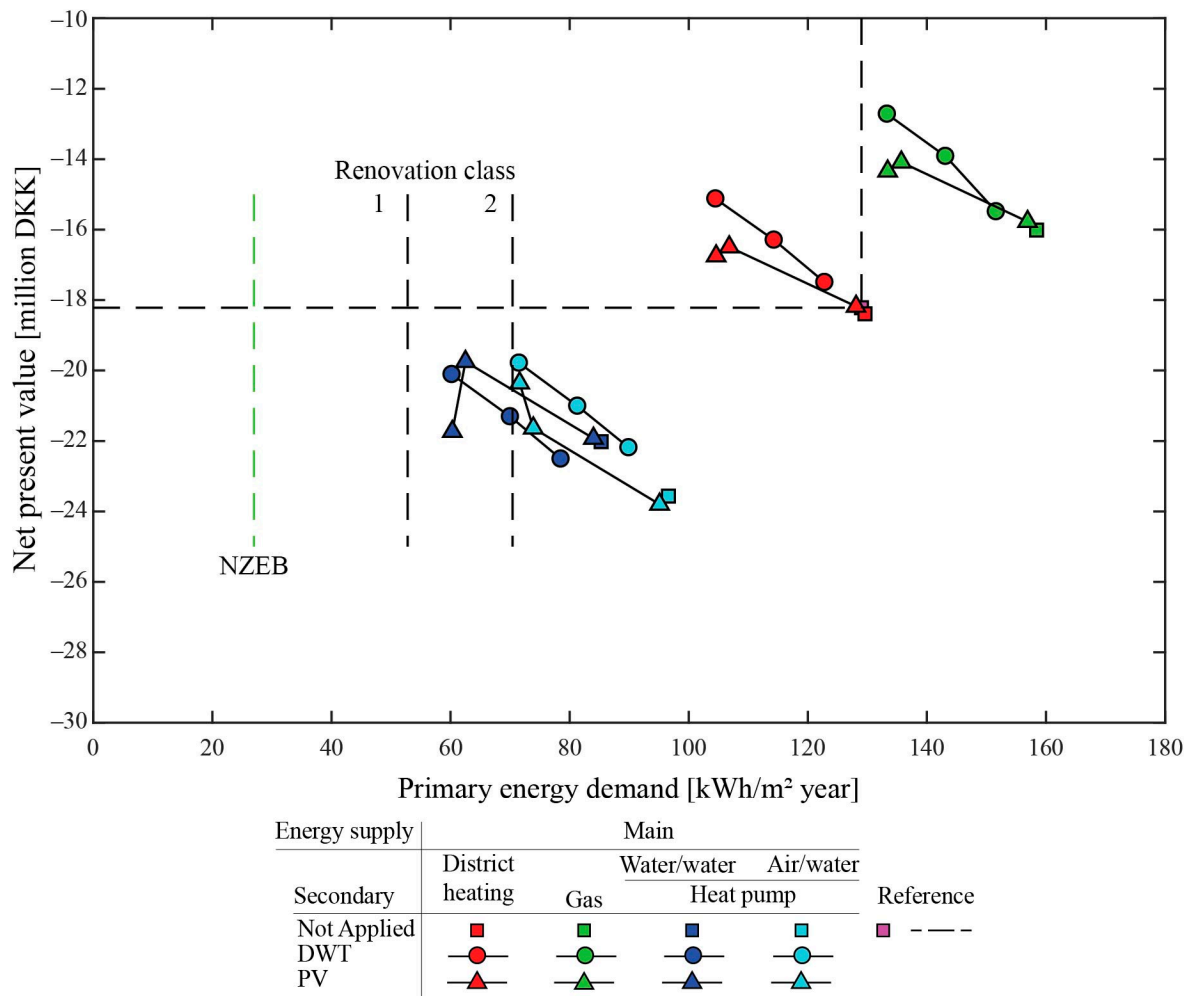 –10
–12
–14
–16
–18
–20
–22
–24
–26
–28
–30
Net present value [million DKK]
Renovation class
1 2
NZEB
0 20 40 60 80 100 120 140 160 180
Primary energy demand [kWh/m² year]
Energy supply Main
District Water/water Air/water
heating Gas Heat pump
Secondary Reference
Not Applied
DWT
PV